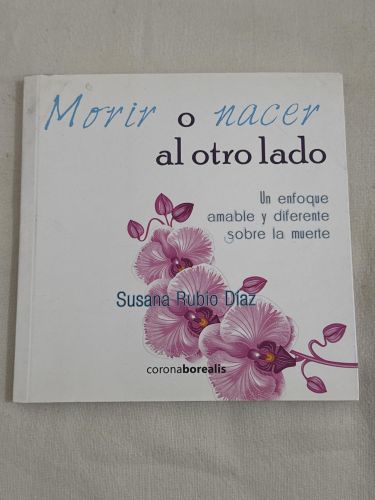 Morir o nacer
al otro lado
Un enfoque
amable y diferente
sobre la muerte
Susana Rubio Díaz
coronaborealis